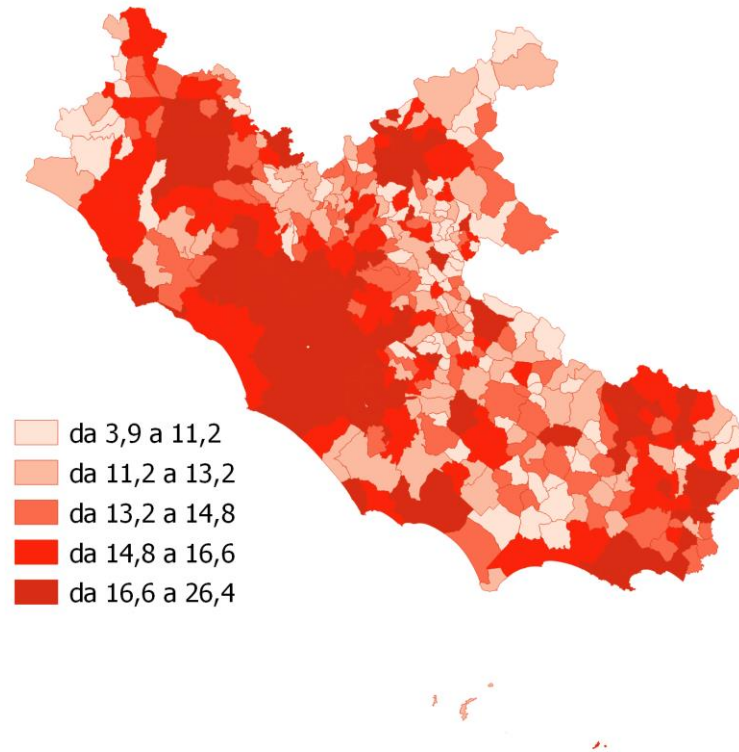 da 3,9 a 11,2
da 11,2 a 13,2
da 13,2 a 14,8
da 14,8 a 16,6
da 16,6 a 26,4